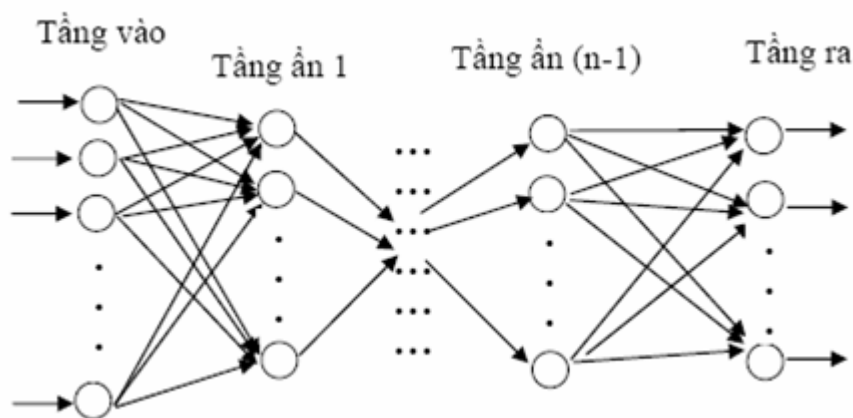 Tầng vào
Tầng ẩn 1
Tầng ẩn (n-1)
Tầng ra